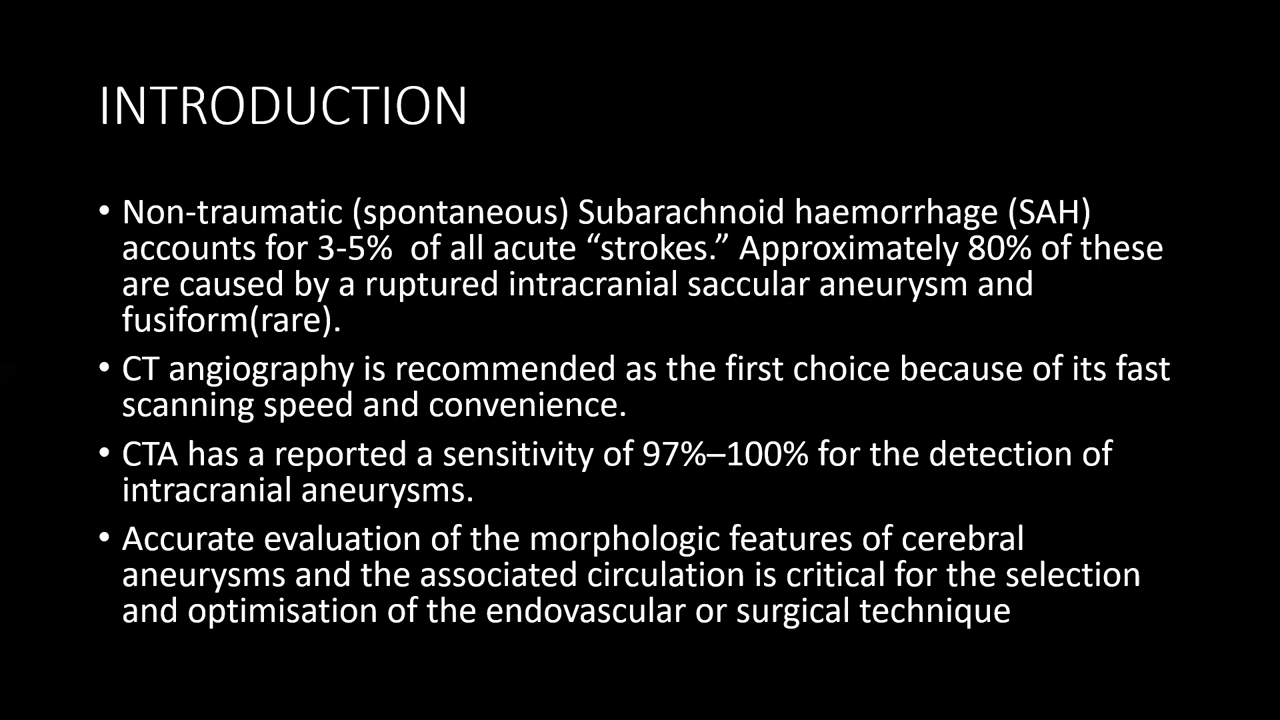 INTRODUCTION
• Non-traumatic (spontaneous) Subarachnoid haemorrhage (SAH)
accounts for 3-5%  of all acute “strokes.” Approximately 80% of these
are caused by a ruptured intracranial saccular aneurysm and
fusiform(rare).
• CT angiography is recommended as the first choice because of its fast
scanning speed and convenience.
• CTA has a reported a sensitivity of 97%–100% for the detection of
intracranial aneurysms.
• Accurate evaluation of the morphologic features of cerebral
aneurysms and the associated circulation is critical for the selection
and optimisation of the endovascular or surgical technique